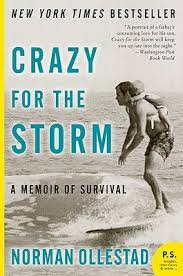 NEW YORK TIMES BESTSELLER
"A portrait of a father's
consuming love for his son,
Crazy for the Storm will keep
you up late into the night."
—Washington Post
Book World
CRAZY
FOR THE
STORM
A MEMOIR OF SURVIVAL
NORMAN OLLESTAD
P.S.